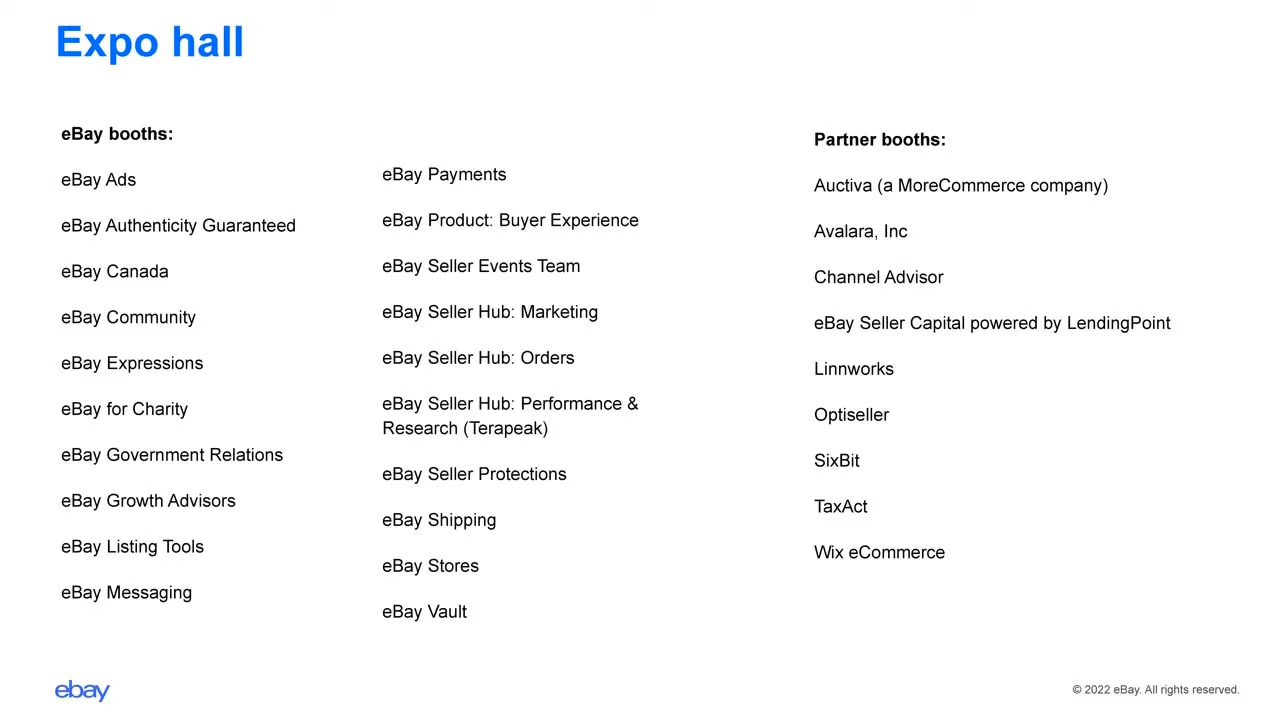 Expo hall
eBay booths:
eBay Ads
eBay Authenticity Guaranteed
eBay Canada
eBay Community
eBay Expressions
eBay for Charity
eBay Government Relations
eBay Growth Advisors
eBay Listing Tools
eBay Messaging
eBay Payments
eBay Product: Buyer Experience
eBay Seller Events Team
eBay Seller Hub: Marketing
eBay Seller Hub: Orders
eBay Seller Hub: Performance &
Research (Terapeak)
eBay Seller Protections
eBay Shipping
eBay Stores
eBay Vault
Partner booths:
Auctiva (a MoreCommerce company)
Avalara, Inc
Channel Advisor
eBay Seller Capital powered by LendingPoint
Linnworks
Optiseller
SixBit
TaxAct
Wix eCommerce
ebay
© 2022 eBay. All rights reserved.